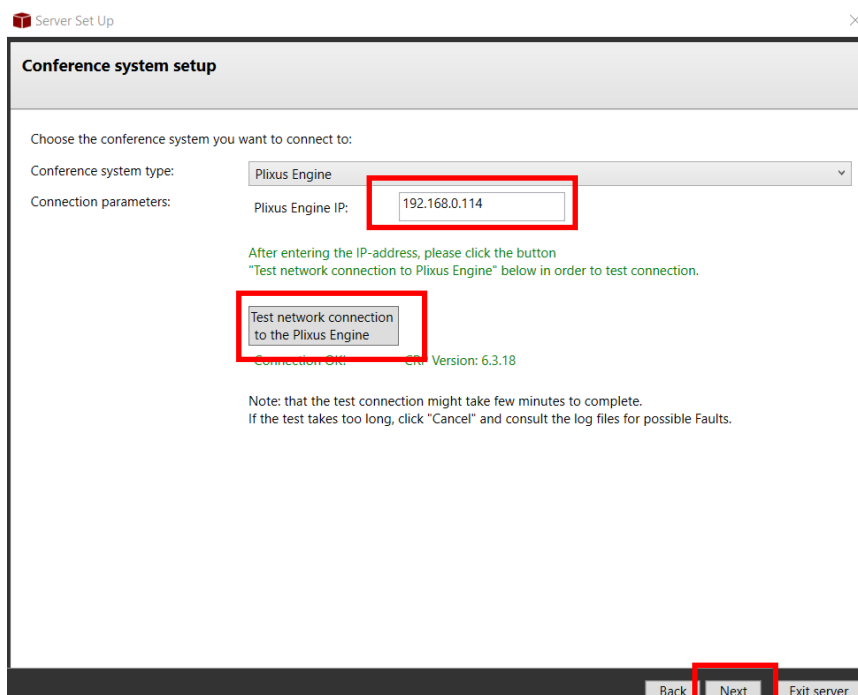 Server Set Up
Conference system setup
Choose the conference system you want to connect to:
Conference system type: Plixus Engine
Connection parameters: Plixus Engine IP: 192.168.0.114
After entering the IP-address, please click the button
"Test network connection to Plixus Engine" below in order to test connection.
Test network connection
to the Plixus Engine
Connection OK! Version: 6.3.18
Note: that the test connection might take few minutes to complete.
If the test takes too long, click "Cancel" and consult the log files for possible Faults.
Back Next Exit server